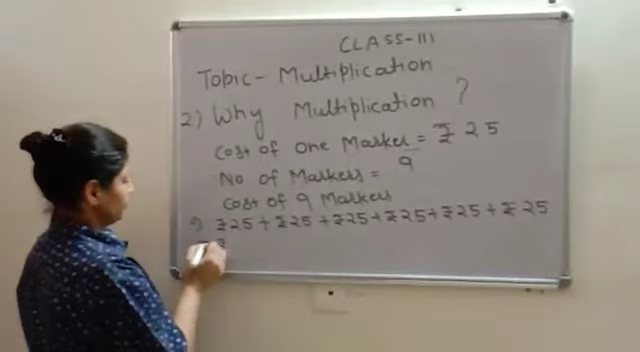 CLASS-III
Topic- Multiplication
2) Why Multiplication ?
Cost of one Marker = ₹ 25
No of Markers = 9
Cost of 9 Markers
₹25 + ₹25 + ₹25 + ₹25 + ₹25 + ₹25